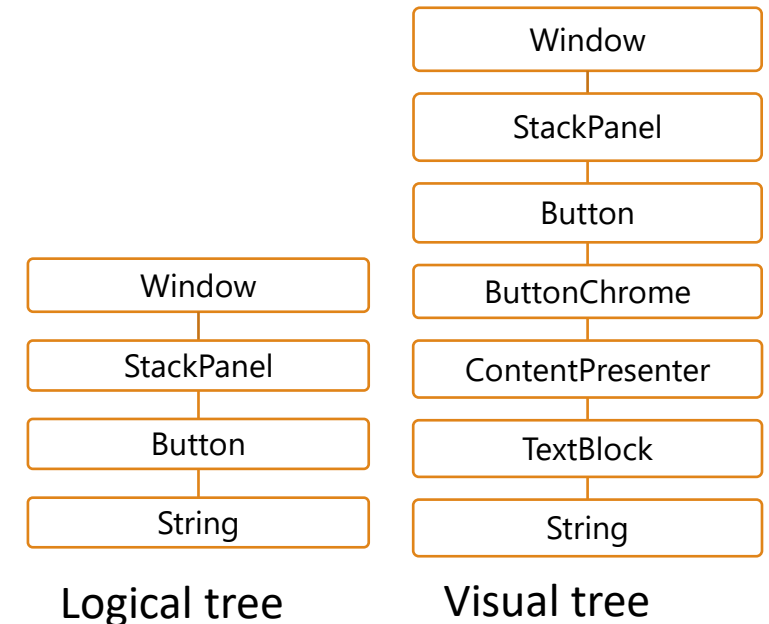 Window
StackPanel
Button
String
Logical tree
Window
StackPanel
Button
ButtonChrome
ContentPresenter
TextBlock
String
Visual tree